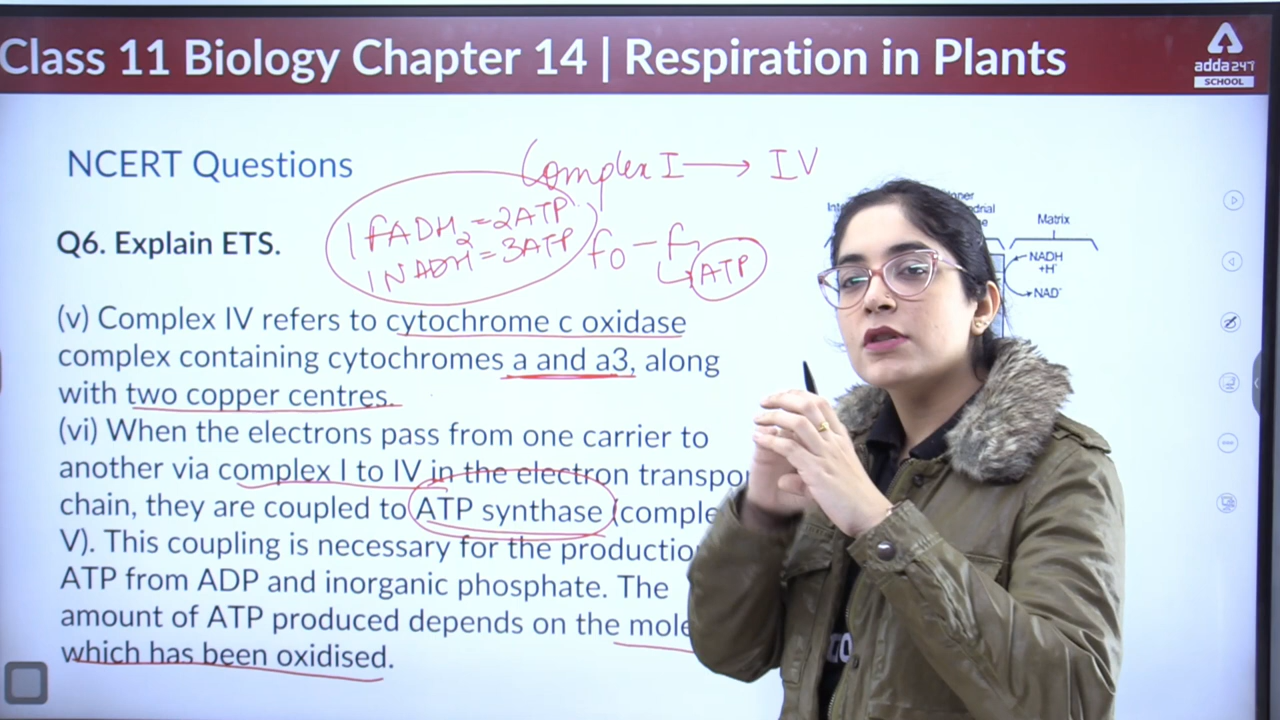 Class 11 Biology Chapter 14 | Respiration in Plants
adda247
SCHOOL
NCERT Questions
Complex I → IV
Q6. Explain ETS.
1 FADH2 = 2ATP
1 NADH = 3ATP
F0 - F1
ATP
Matrix
NADH
+H+
NAD+
(v) Complex IV refers to cytochrome c oxidase
complex containing cytochromes a and a3, along
with two copper centres.
(vi) When the electrons pass from one carrier to
another via complex I to IV in the electron transpo
chain, they are coupled to ATP synthase (comple
V). This coupling is necessary for the productio
ATP from ADP and inorganic phosphate. The
amount of ATP produced depends on the mole
which has been oxidised.